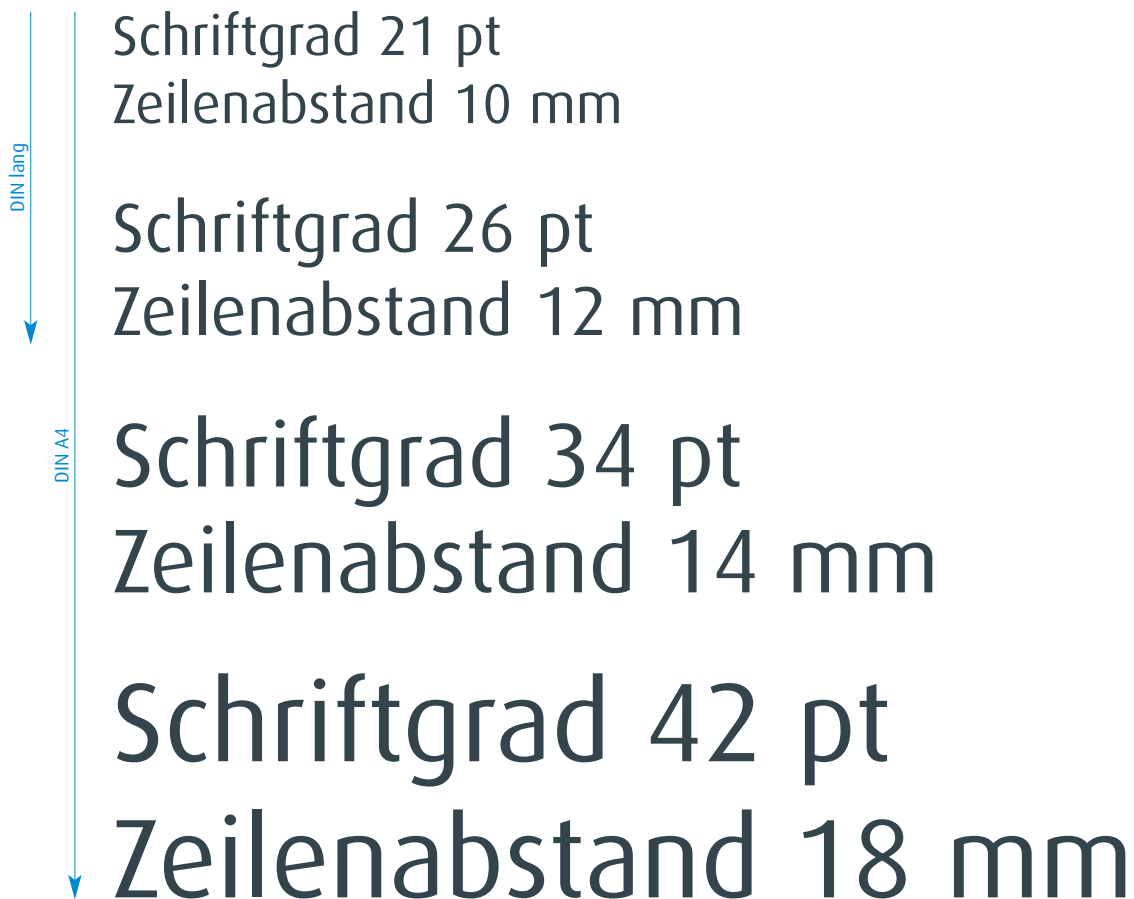 Schriftgrad 21 pt
Zeilenabstand 10 mm
DIN lang
Schriftgrad 26 pt
Zeilenabstand 12 mm
DIN A4
Schriftgrad 34 pt
Zeilenabstand 14 mm
Schriftgrad 42 pt
Zeilenabstand 18 mm